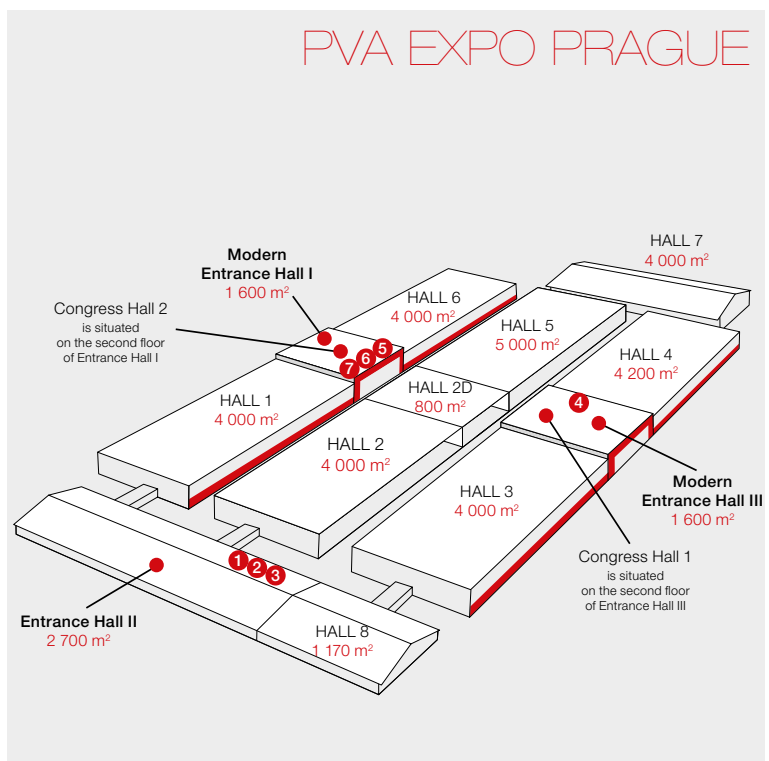 PVA EXPO PRAGUE
HALL 7
4 000 m²
Modern
Entrance Hall I
1 600 m²
HALL 6
4 000 m²
Congress Hall 2
is situated
on the second floor
of Entrance Hall I
HALL 5
5 000 m²
5
6
7
HALL 4
4 200 m²
HALL 2D
800 m²
HALL 1
4 000 m²
4
HALL 2
4 000 m²
Modern
Entrance Hall III
1 600 m²
HALL 3
4 000 m²
Congress Hall 1
is situated
on the second floor
of Entrance Hall III
1
2
3
Entrance Hall II
2 700 m²
HALL 8
1 170 m²